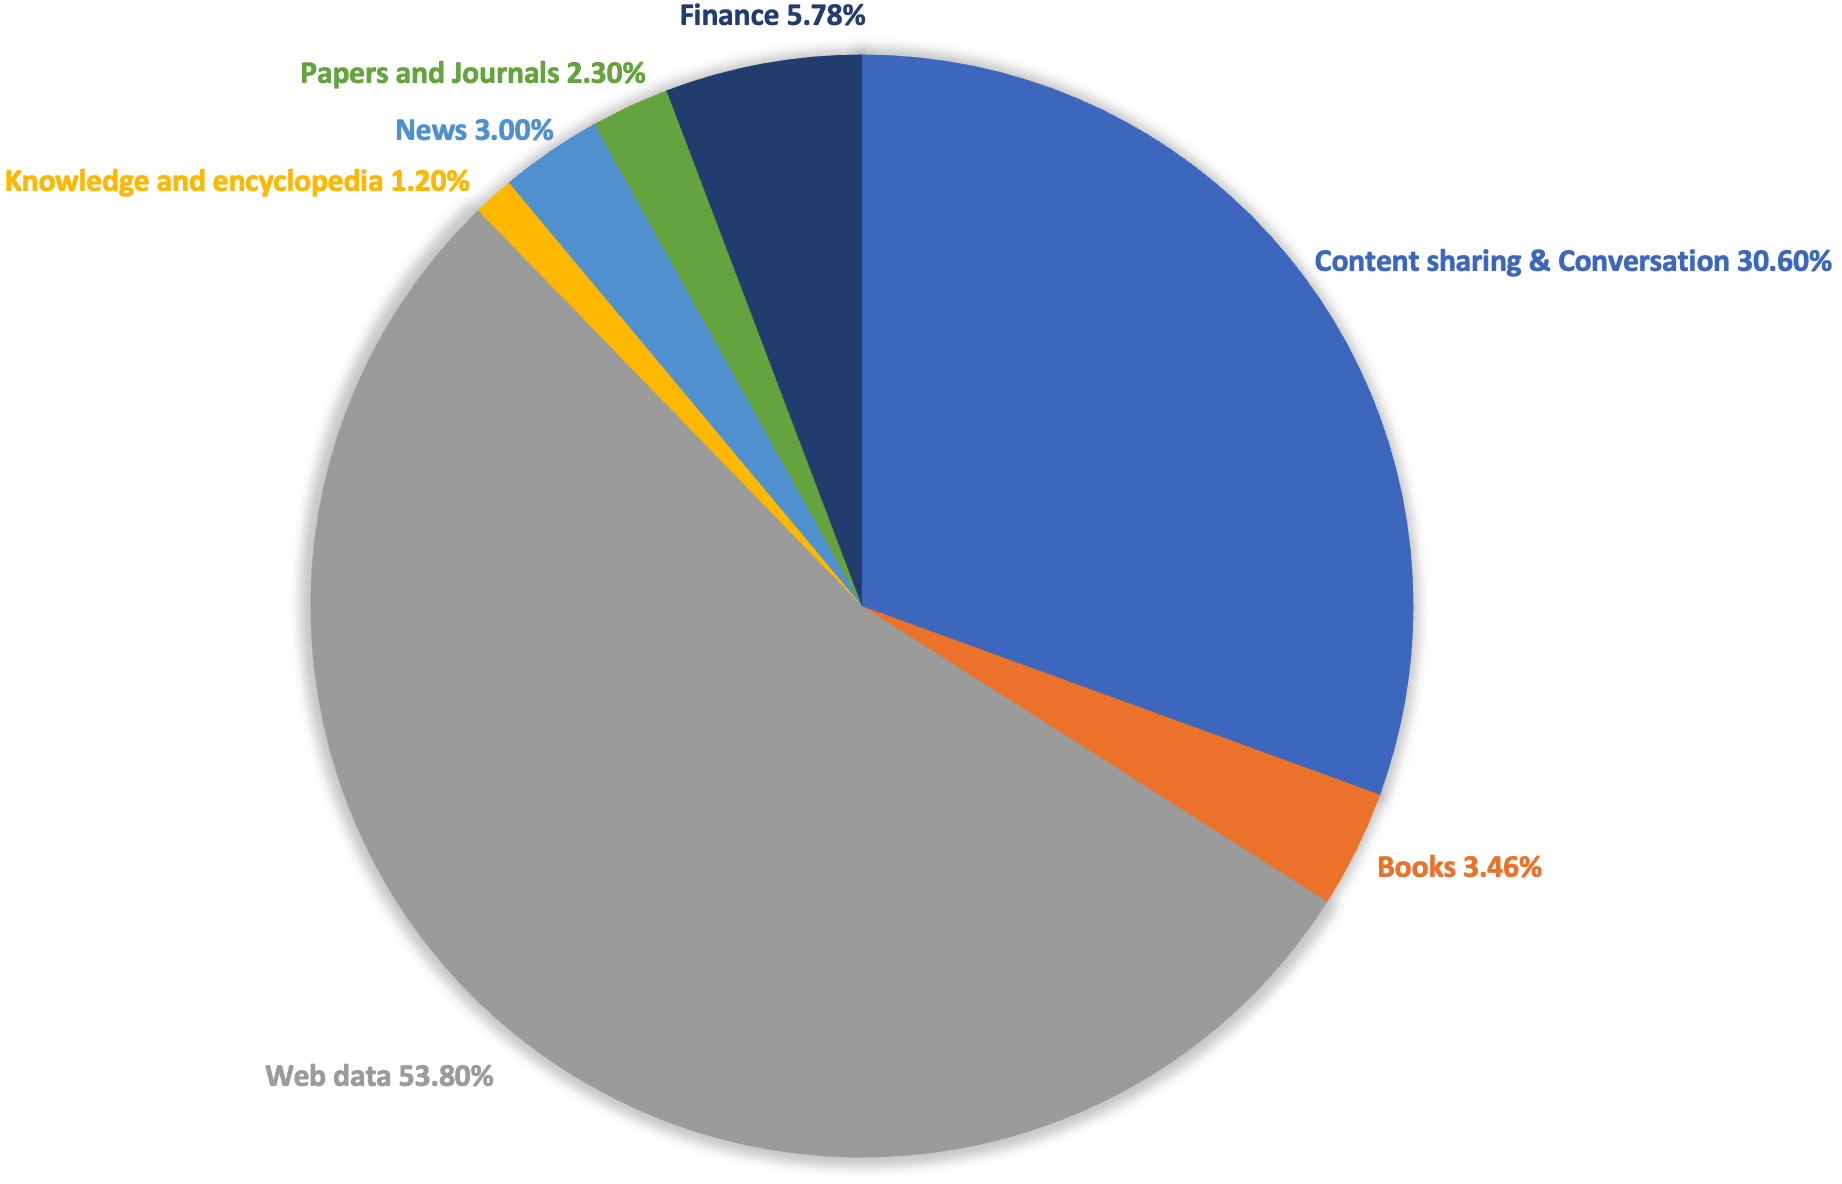 Finance 5.78%
Papers and Journals 2.30%
News 3.00%
Knowledge and encyclopedia 1.20%
Content sharing & Conversation 30.60%
Books 3.46%
Web data 53.80%